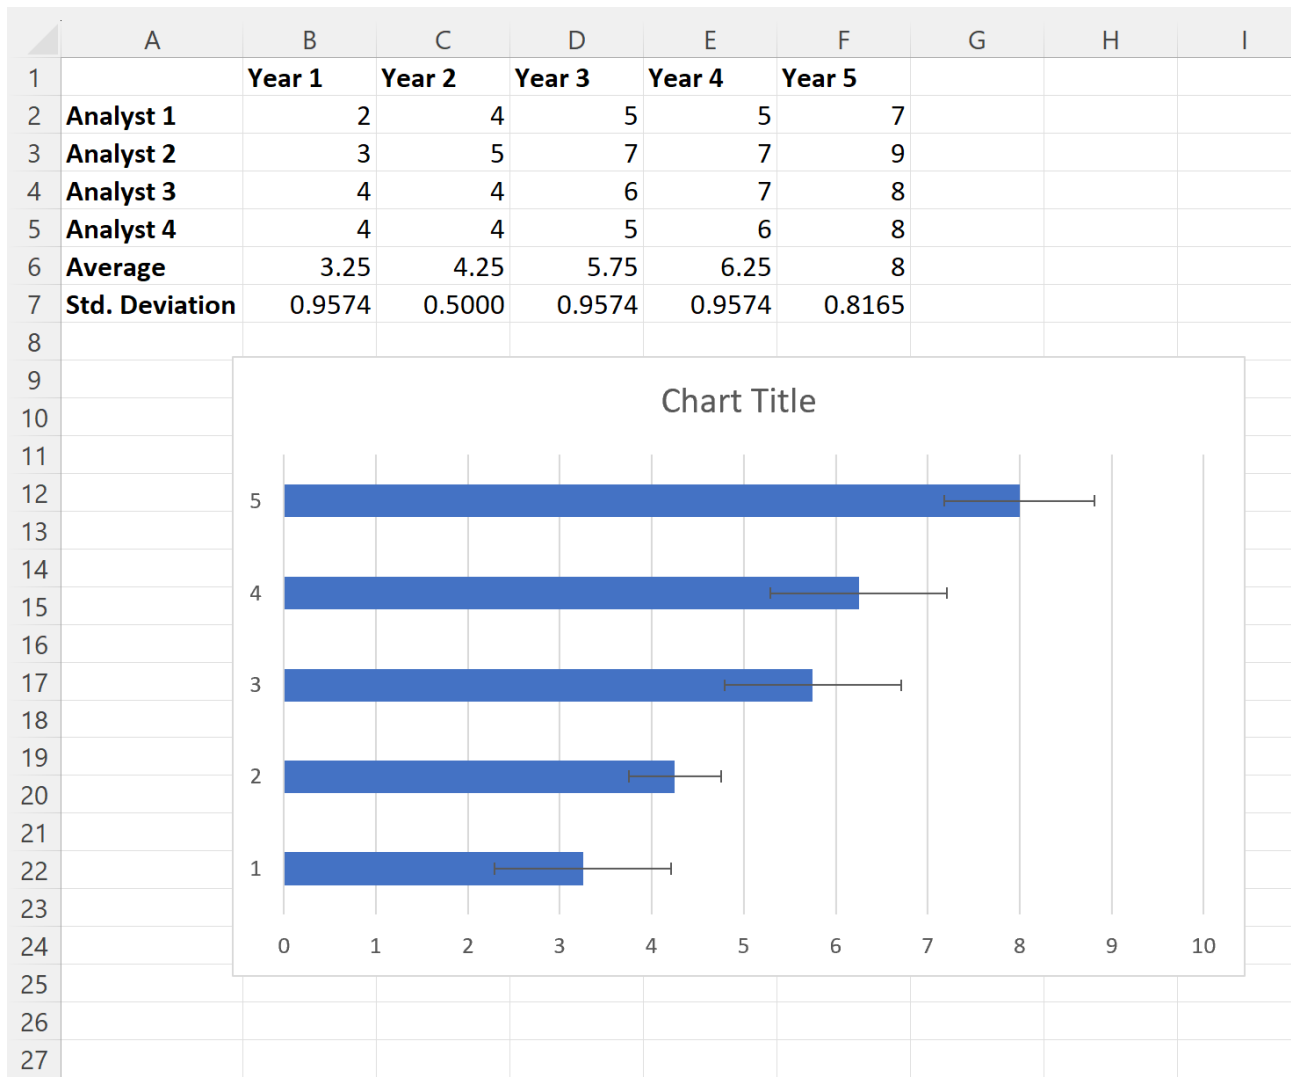 A B C D E F G H I
1 Year 1 Year 2 Year 3 Year 4 Year 5
2 Analyst 1 2 4 5 5 7
3 Analyst 2 3 5 7 7 9
4 Analyst 3 4 4 6 7 8
5 Analyst 4 4 4 5 6 8
6 Average 3.25 4.25 5.75 6.25 8
7 Std. Deviation 0.9574 0.5000 0.9574 0.9574 0.8165
8
9
10
11
12
13
14
15
16
17
18
19
20
21
22
23
24
25
26
27
Chart Title
5
4
3
2
1
0 1 2 3 4 5 6 7 8 9 10